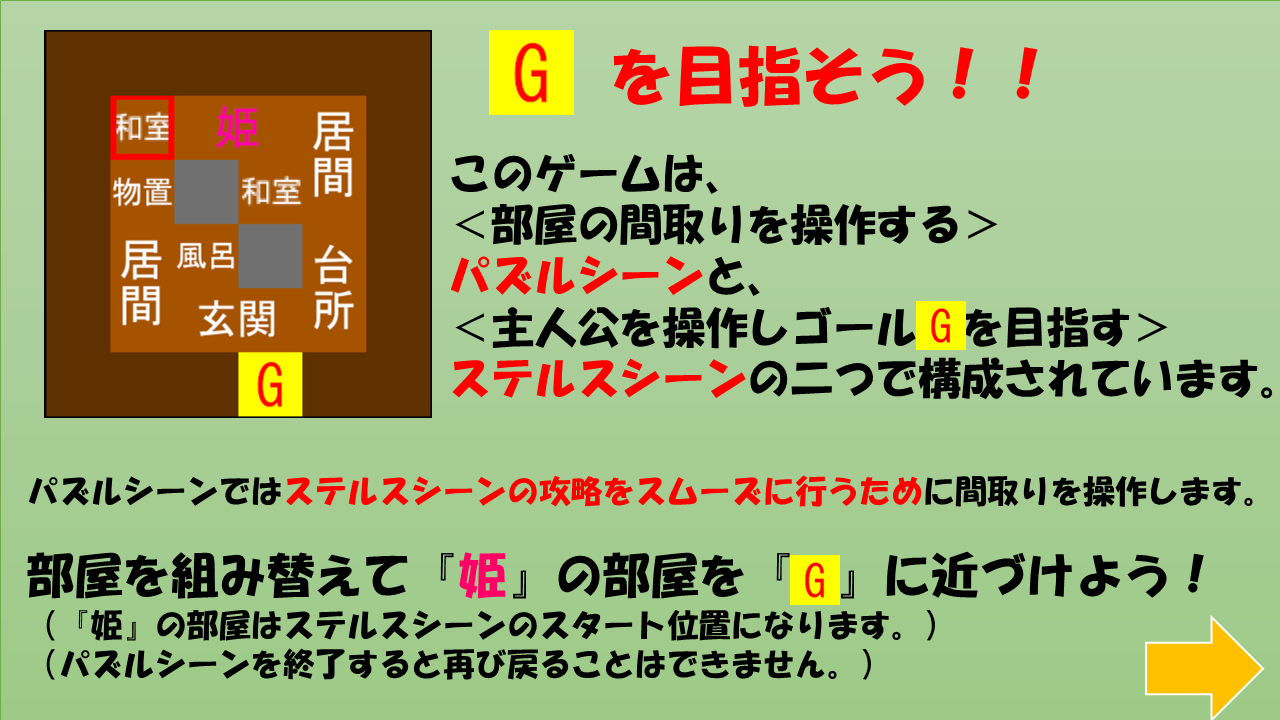 和室
姫
居間
物置
和室
居間
風呂
台所
玄関
G
G を目指そう！！
このゲームは、
＜部屋の間取りを操作する＞
パズルシーンと、
＜主人公を操作しゴールGを目指す＞
ステルスシーンの二つで構成されています。
パズルシーンではステルスシーンの攻略をスムーズに行うために間取りを操作します。
部屋を組み替えて『姫』の部屋を『G』に近づけよう！
（『姫』の部屋はステルスシーンのスタート位置になります。）
（パズルシーンを終了すると再び戻ることはできません。）